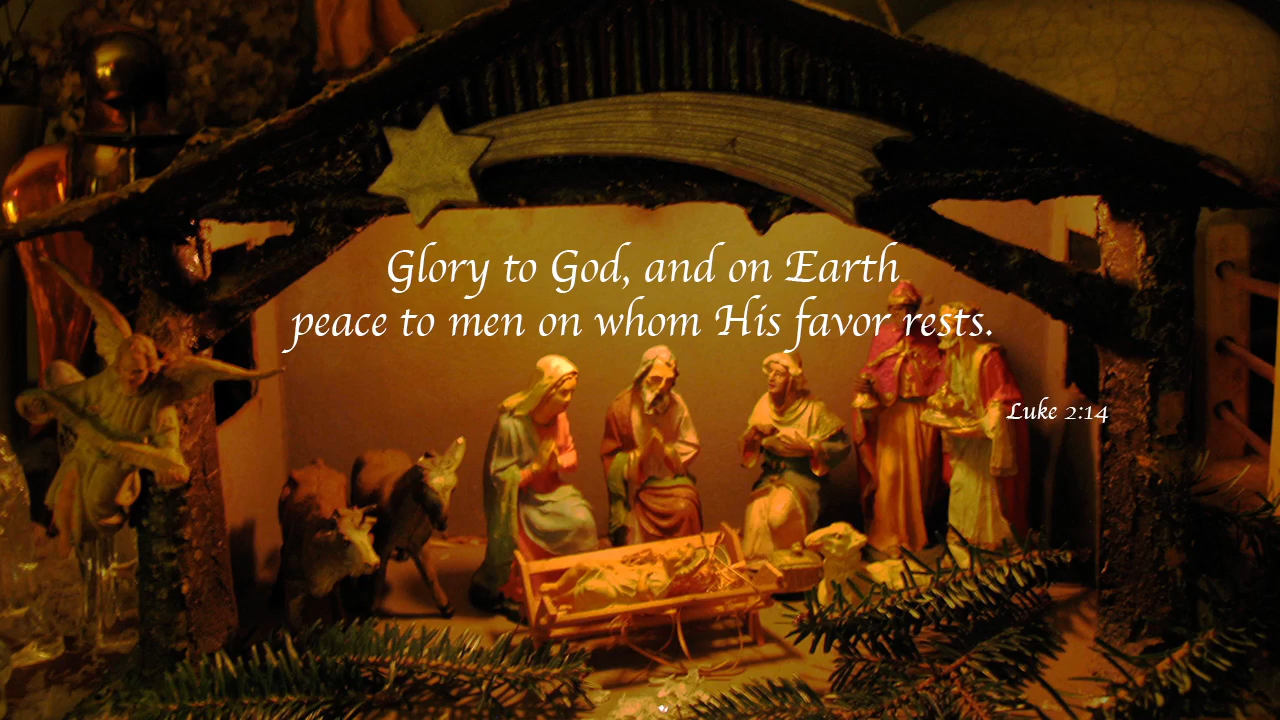 Glory to God, and on Earth
peace to men on whom His favor rests.
Luke 2:14